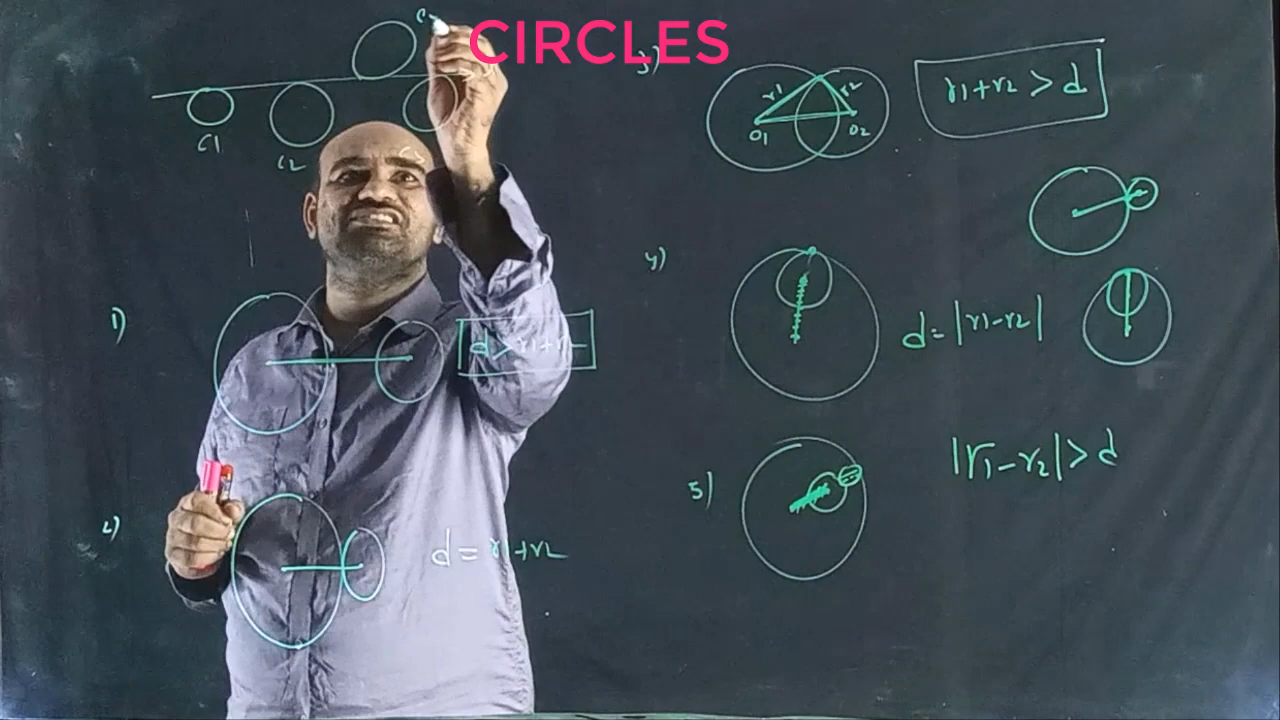 CIRCLES
C1
C2
1)
d > r1+r2
2)
d = r1+r2
3)
r1
r2
O1
O2
r1+r2 > d
4)
d = |r1-r2|
5)
|r1-r2| > d